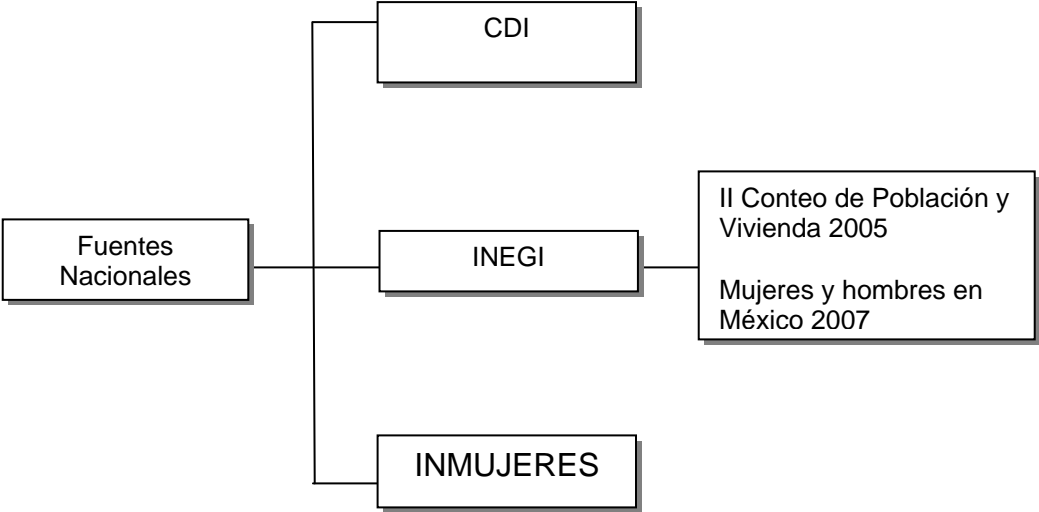 CDI
Fuentes
Nacionales
INEGI
II Conteo de Población y
Vivienda 2005
Mujeres y hombres en
México 2007
INMUJERES